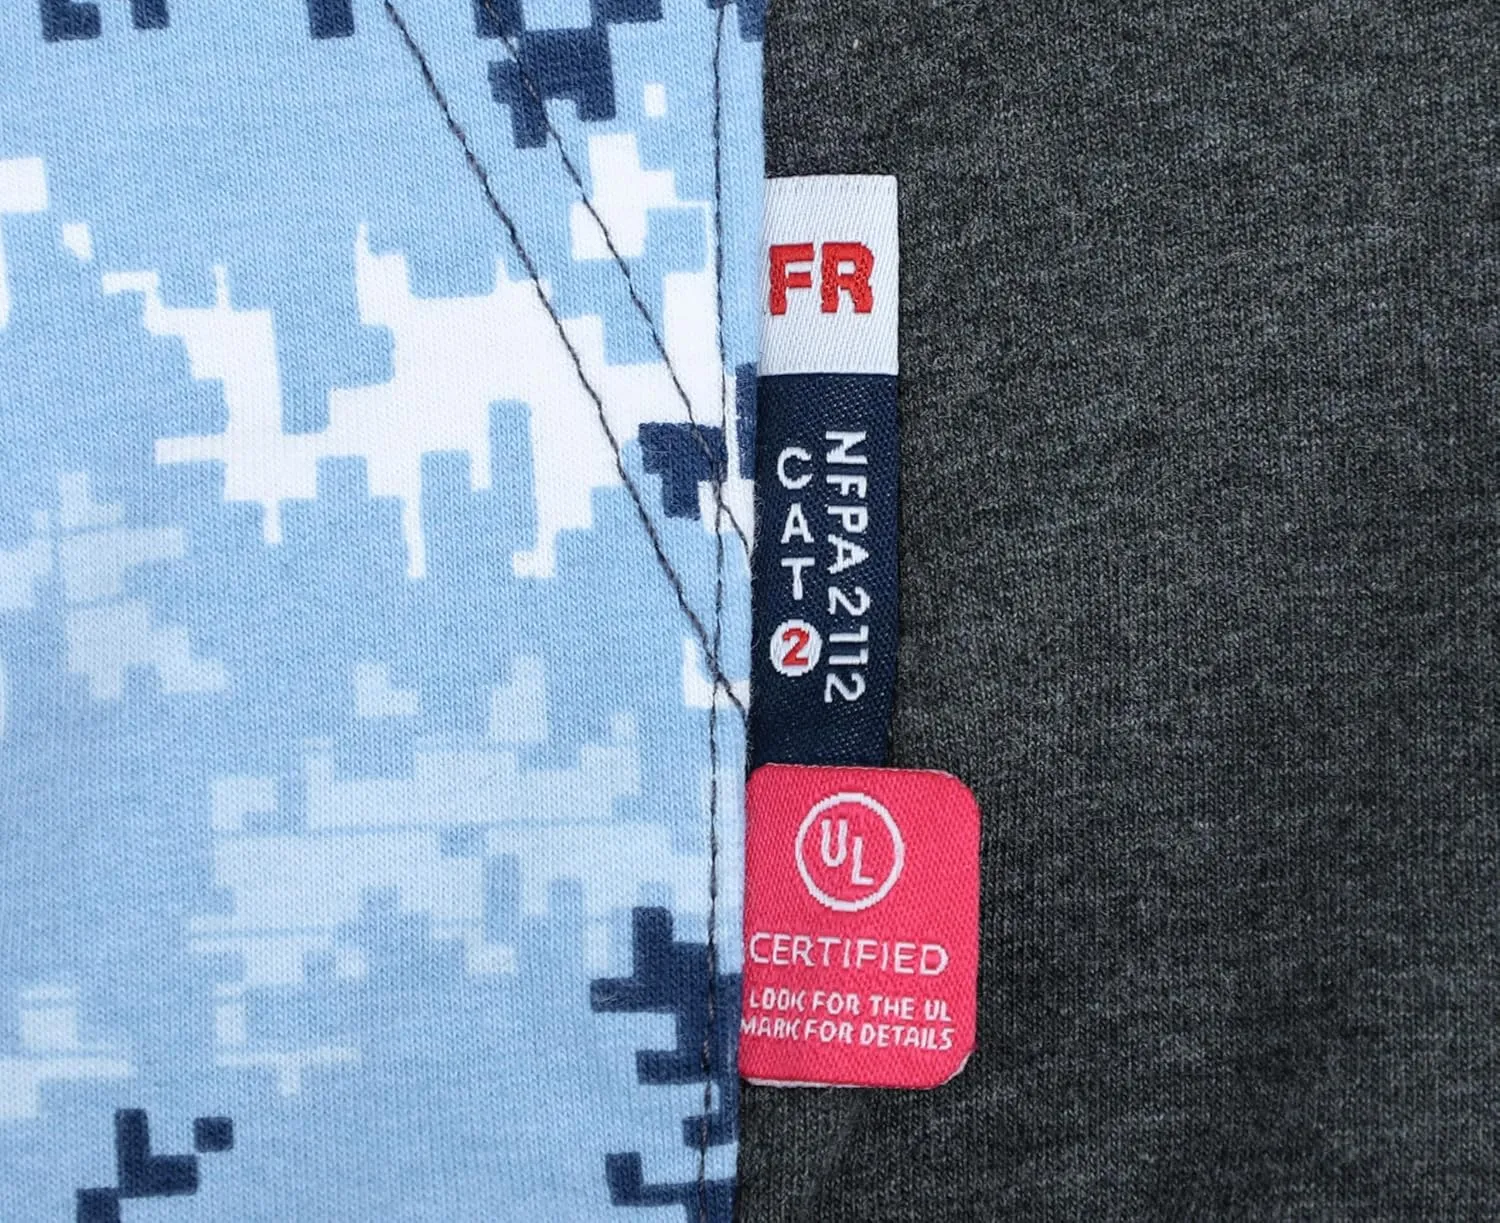 FR
NFPA 2112
CAT 2
UL
CERTIFIED
LOOK FOR THE UL
MARK FOR DETAILS